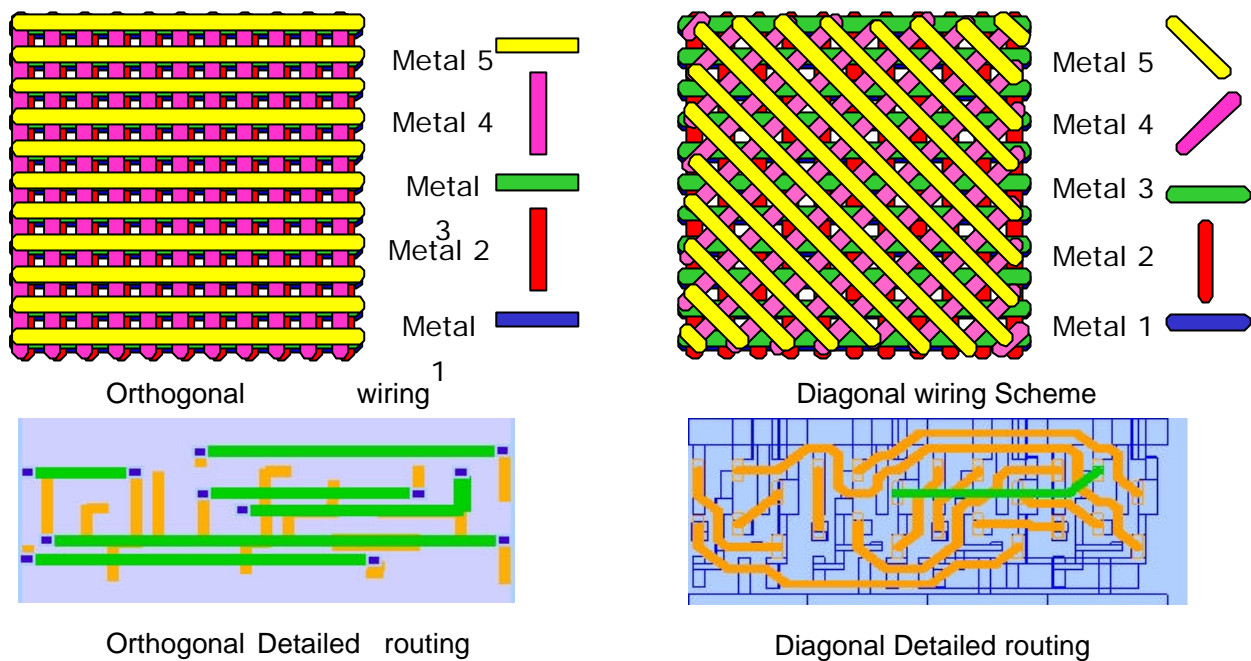 Metal 5
Metal 4
Metal
3
Metal 2
Metal
1
Orthogonal wiring
Metal 5
Metal 4
Metal 3
Metal 2
Metal 1
Diagonal wiring Scheme
Orthogonal Detailed routing
Diagonal Detailed routing